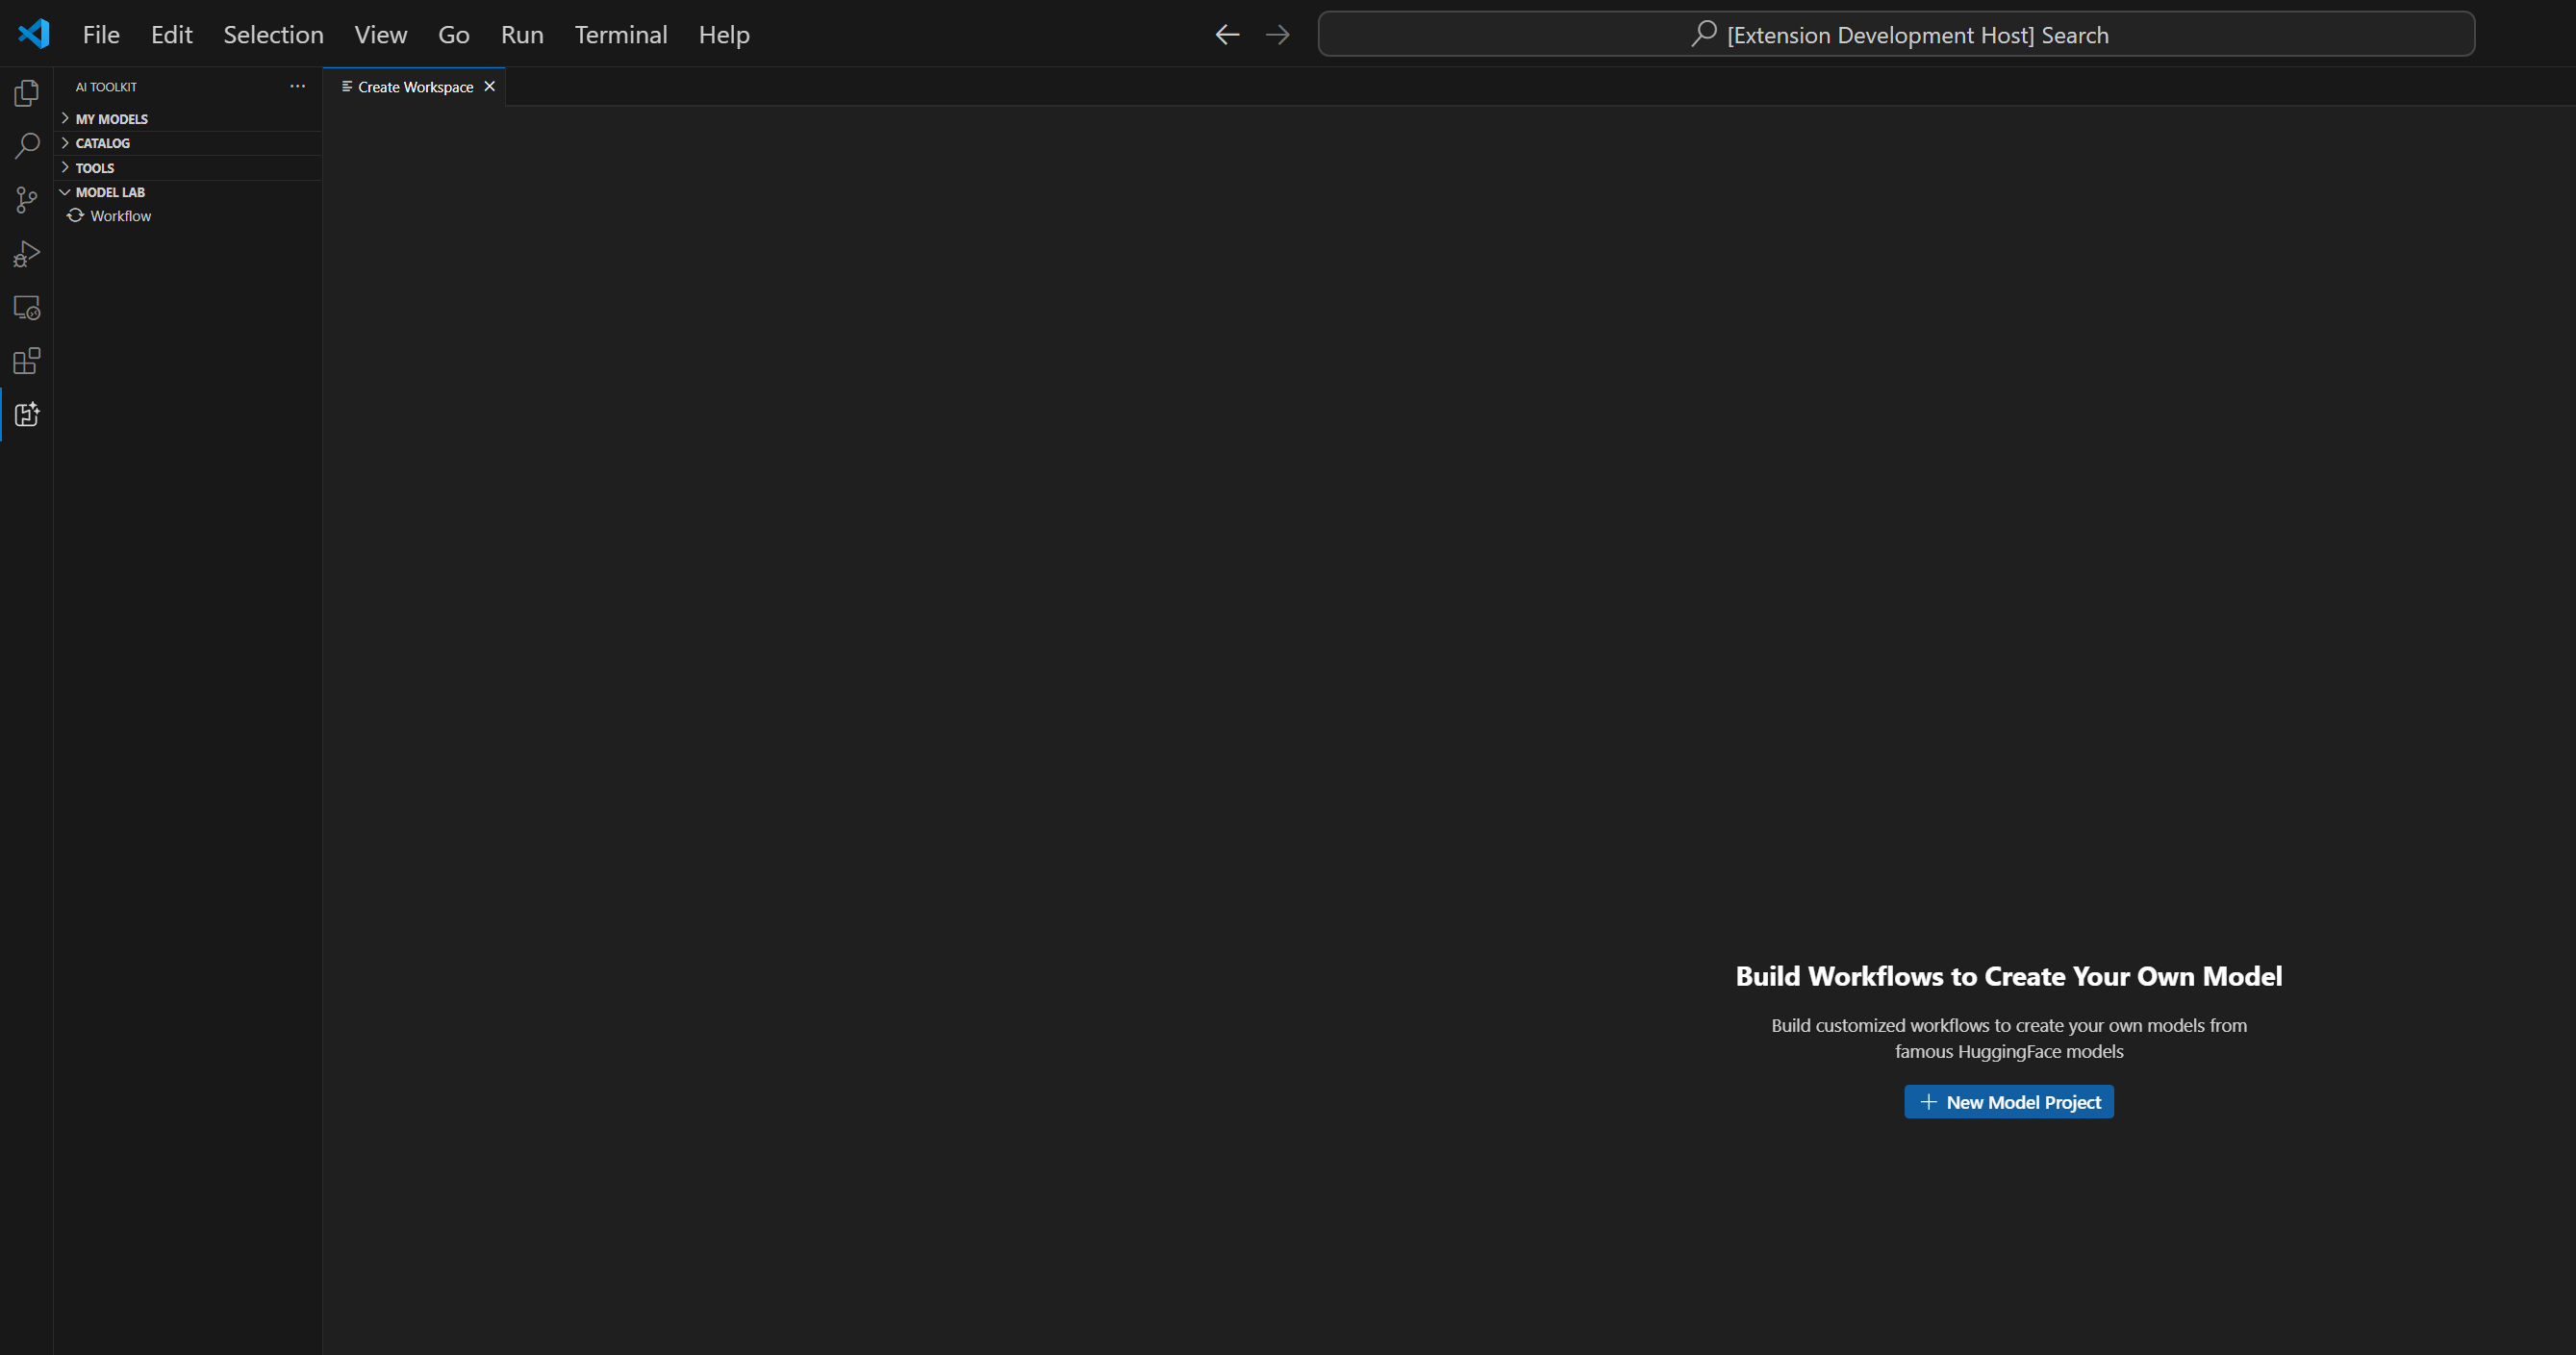 File Edit Selection View Go Run Terminal Help
[Extension Development Host] Search
AI TOOLKIT
Create Workspace
MY MODELS
CATALOG
TOOLS
MODEL LAB
Workflow
Build Workflows to Create Your Own Model
Build customized workflows to create your own models from
famous HuggingFace models
New Model Project